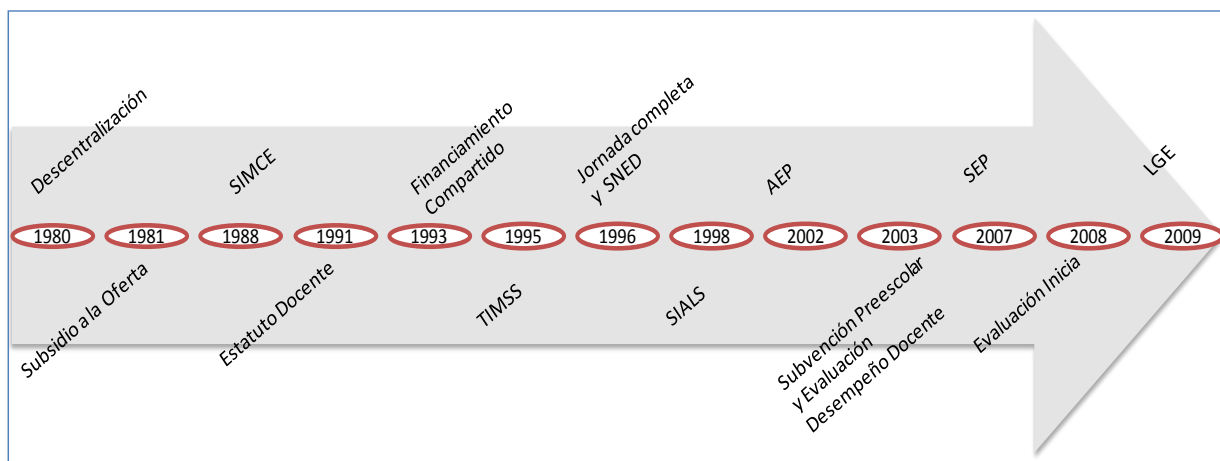 Descentralización
SIMCE
Financiamiento
Compartido
Jornada completa
y SNED
AEP
SEP
LGE
1980
1981
1988
1991
1993
1995
1996
1998
2002
2003
2007
2008
2009
Subsidio a la Oferta
Estatuto Docente
TIMSS
SIALS
Subvención Preescolar
y Evaluación
Desempeño Docente
Evaluación Inicia